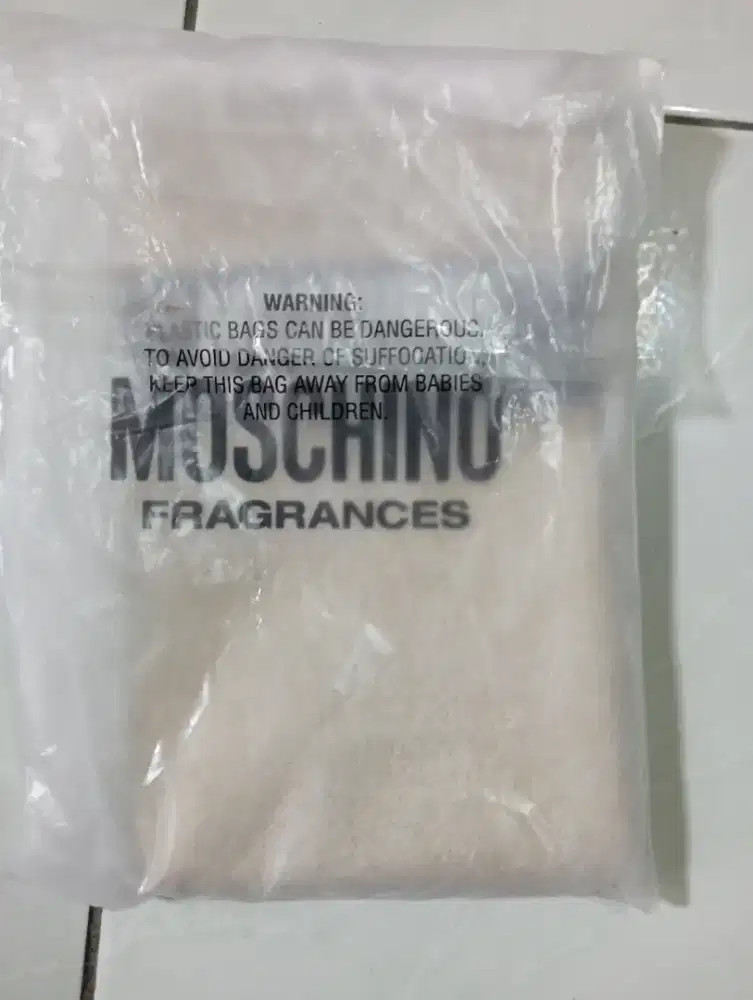 WARNING:
PLASTIC BAGS CAN BE DANGEROUS.
TO AVOID DANGER OF SUFFOCATION,
KEEP THIS BAG AWAY FROM BABIES
AND CHILDREN.
MOSCHINO
FRAGRANCES